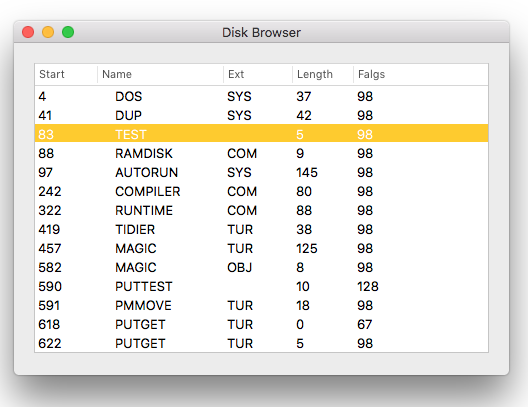 Disk Browser
Start Name Ext Length Falgs
4 DOS SYS 37 98
41 DUP SYS 42 98
83 TEST 5 98
88 RAMDISK COM 9 98
97 AUTORUN SYS 145 98
242 COMPILER COM 80 98
322 RUNTIME COM 88 98
419 TIDIER TUR 38 98
457 MAGIC TUR 125 98
582 MAGIC OBJ 8 98
590 PUTTEST 10 128
591 PMMOVE TUR 18 98
618 PUTGET TUR 0 67
622 PUTGET TUR 5 98